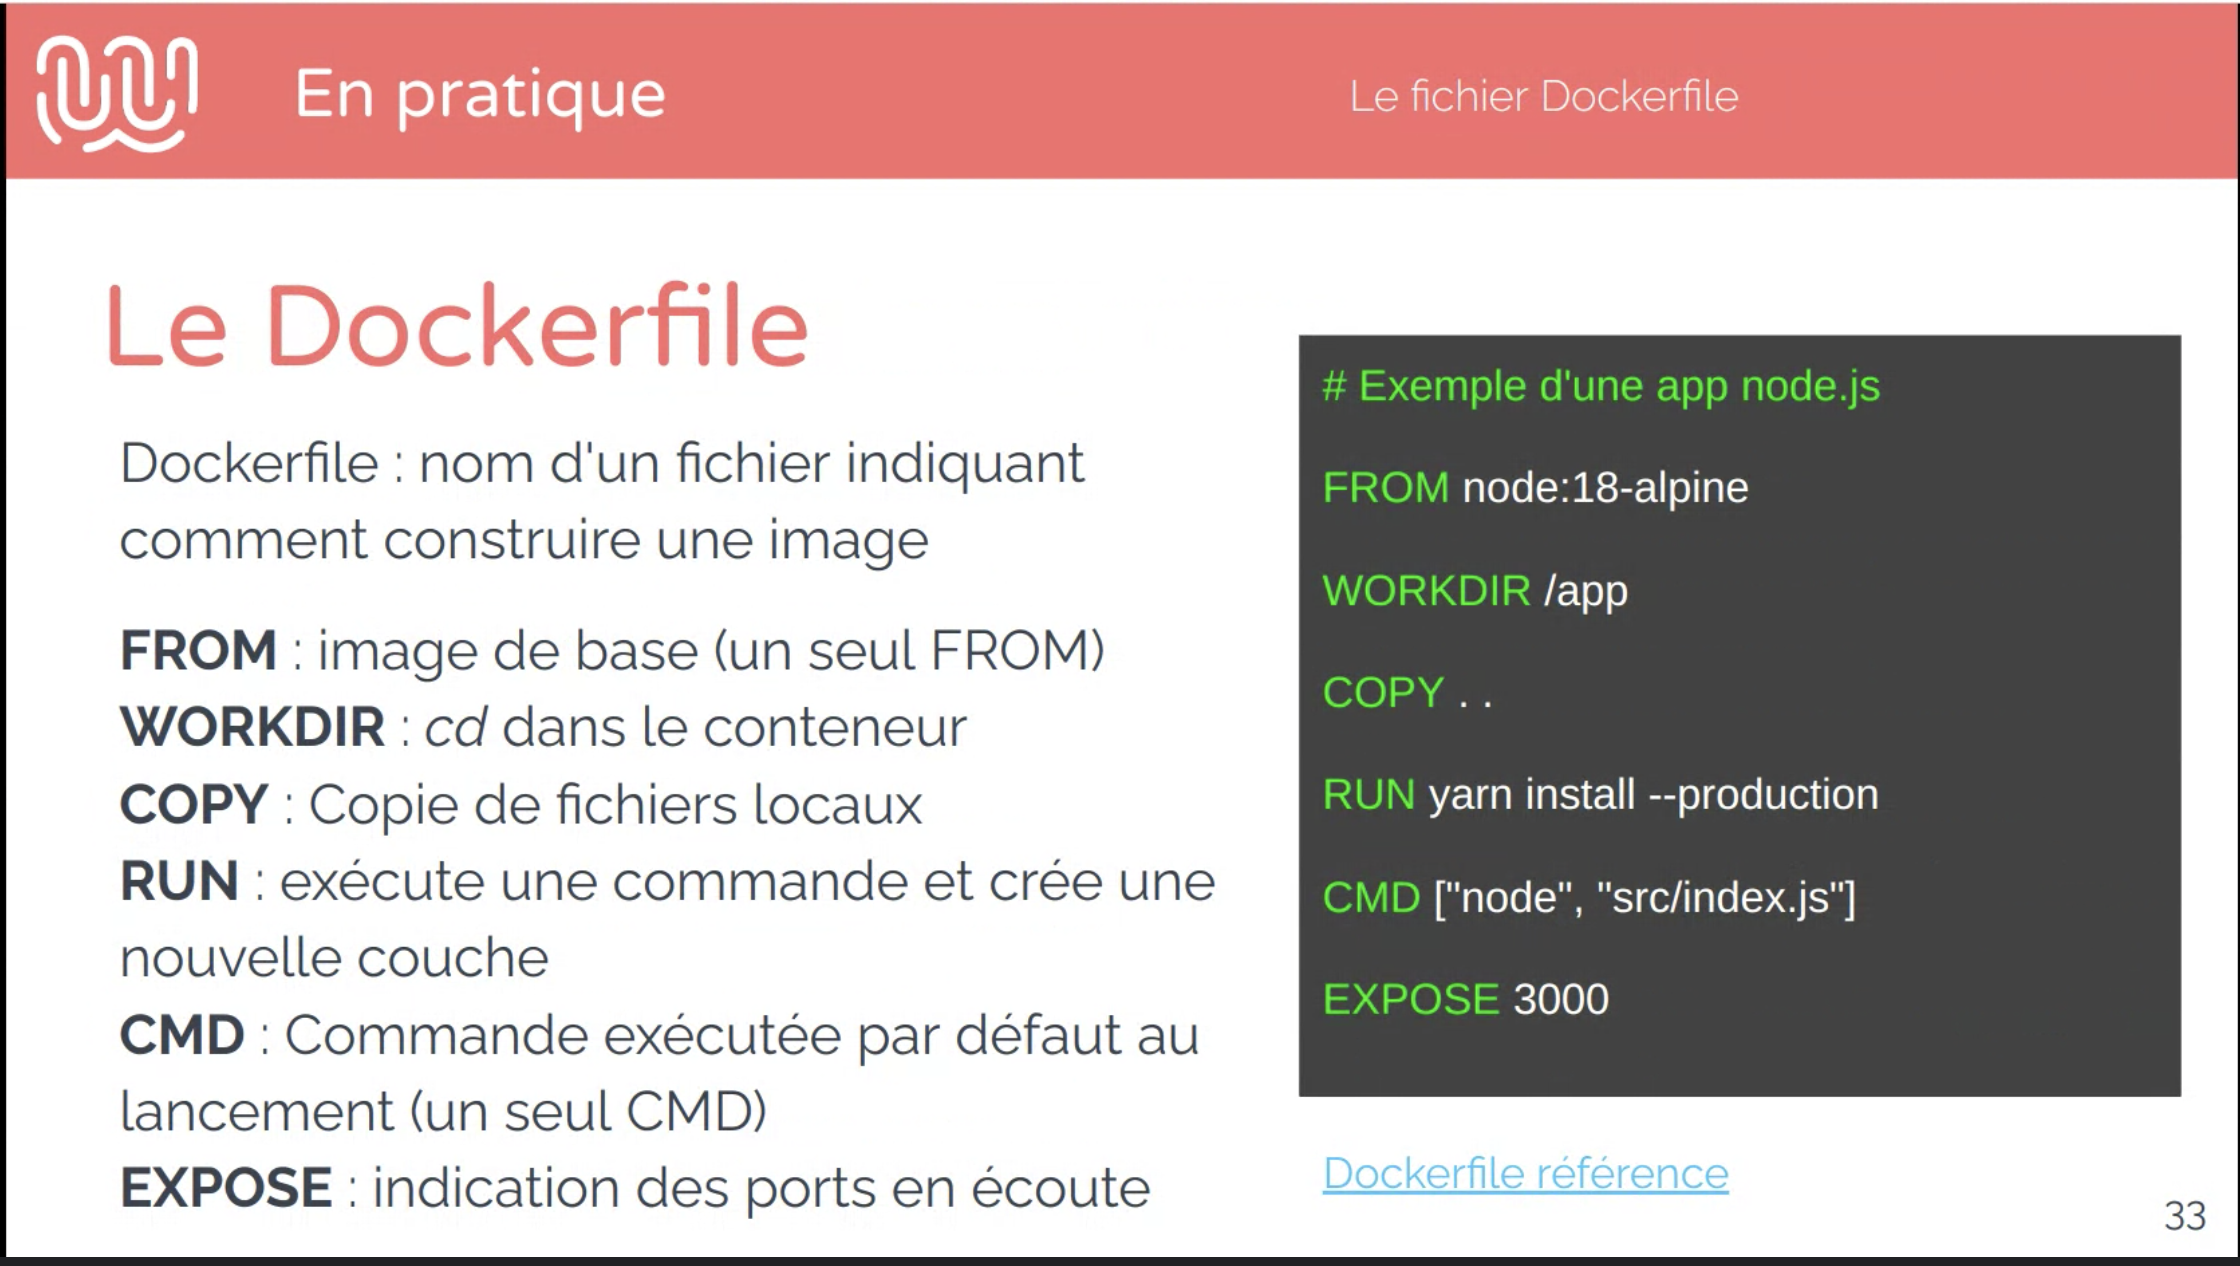 En pratique
Le fichier Dockerfile
Le Dockerfile
Dockerfile : nom d'un fichier indiquant
comment construire une image
FROM : image de base (un seul FROM)
WORKDIR : cd dans le conteneur
COPY : Copie de fichiers locaux
RUN : exécute une commande et crée une
nouvelle couche
CMD : Commande exécutée par défaut au
lancement (un seul CMD)
EXPOSE : indication des ports en écoute
# Exemple d'une app node.js
FROM node:18-alpine
WORKDIR /app
COPY . .
RUN yarn install --production
CMD ["node", "src/index.js"]
EXPOSE 3000
Dockerfile référence
33